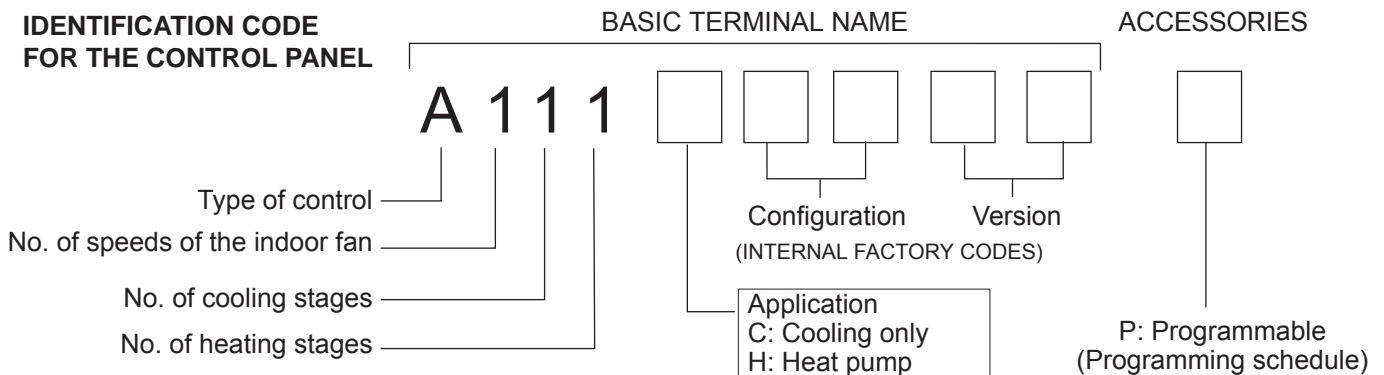 IDENTIFICATION CODE
FOR THE CONTROL PANEL
BASIC TERMINAL NAME
ACCESSORIES
A 1 1 1
Type of control
No. of speeds of the indoor fan
No. of cooling stages
No. of heating stages
Configuration
Version
(INTERNAL FACTORY CODES)
Application
C: Cooling only
H: Heat pump
P: Programmable
(Programming schedule)